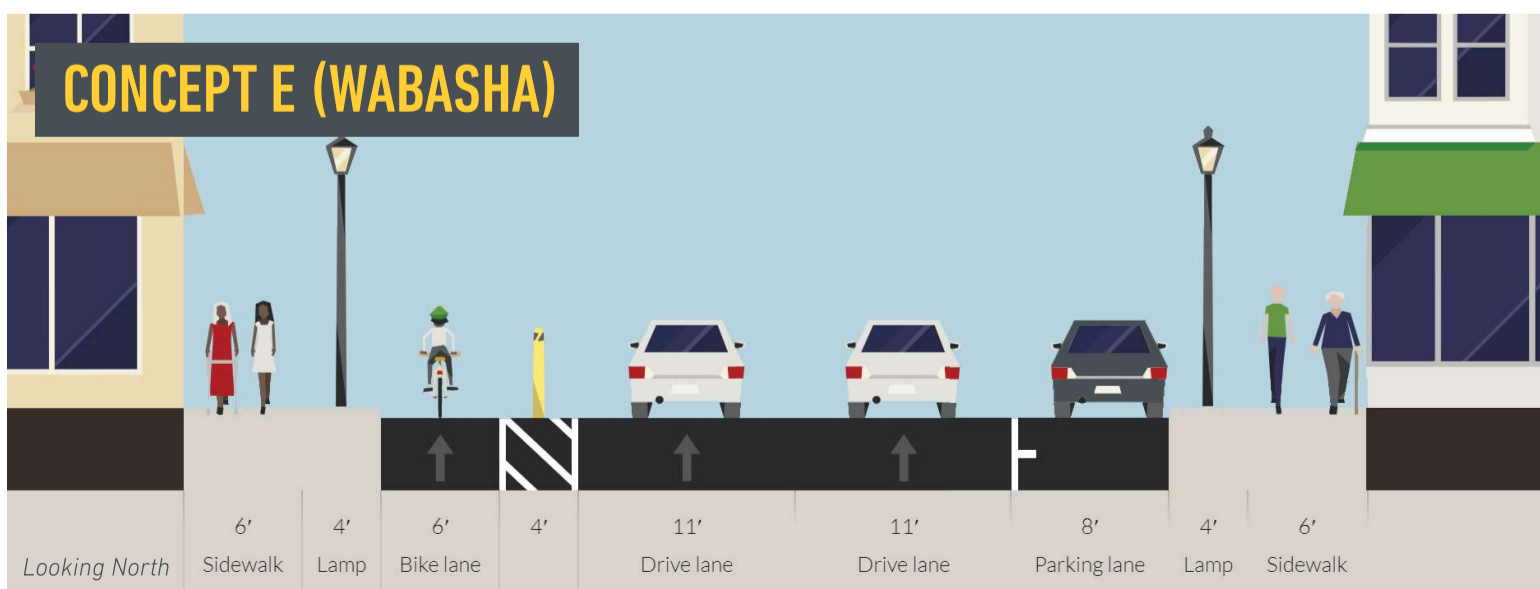 CONCEPT E (WABASHA)
6′ 4′ 6′ 4′ 11′ 11′ 8′ 4′ 6′
Looking North Sidewalk Lamp Bike lane Drive lane Drive lane Parking lane Lamp Sidewalk